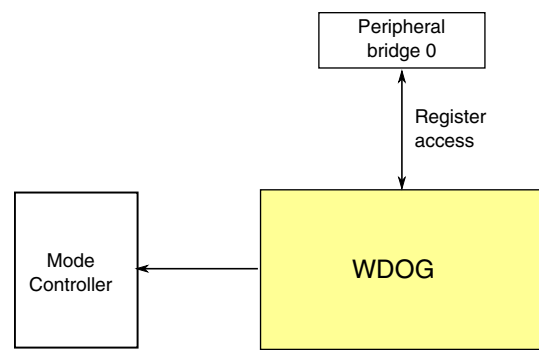 Peripheral
bridge 0
Register
access
Mode
Controller
WDOG